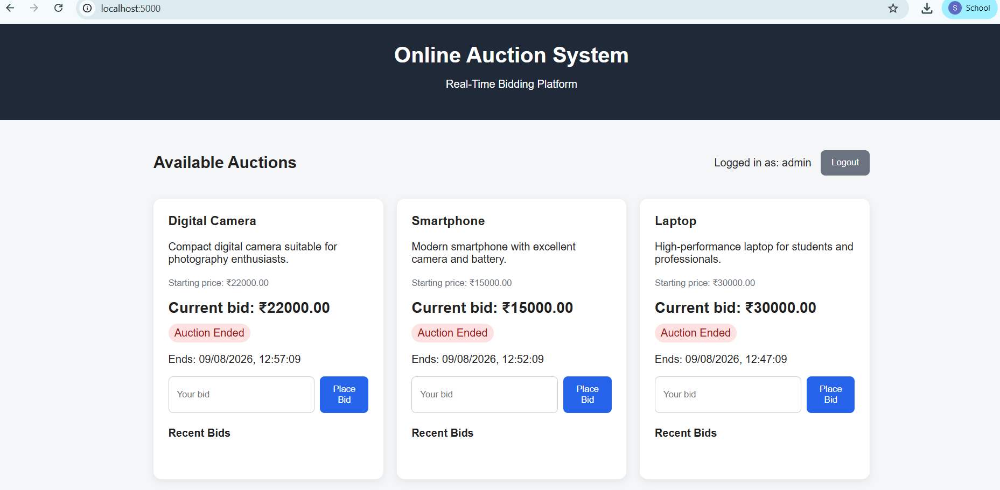 localhost:5000
S School
Online Auction System
Real-Time Bidding Platform
Available Auctions
Logged in as: admin
Logout
Digital Camera
Compact digital camera suitable for
photography enthusiasts.
Starting price: ₹22000.00
Current bid: ₹22000.00
Auction Ended
Ends: 09/08/2026, 12:57:09
Your bid
Place
Bid
Recent Bids
Smartphone
Modern smartphone with excellent
camera and battery.
Starting price: ₹15000.00
Current bid: ₹15000.00
Auction Ended
Ends: 09/08/2026, 12:52:09
Your bid
Place
Bid
Recent Bids
Laptop
High-performance laptop for students and
professionals.
Starting price: ₹30000.00
Current bid: ₹30000.00
Auction Ended
Ends: 09/08/2026, 12:47:09
Your bid
Place
Bid
Recent Bids